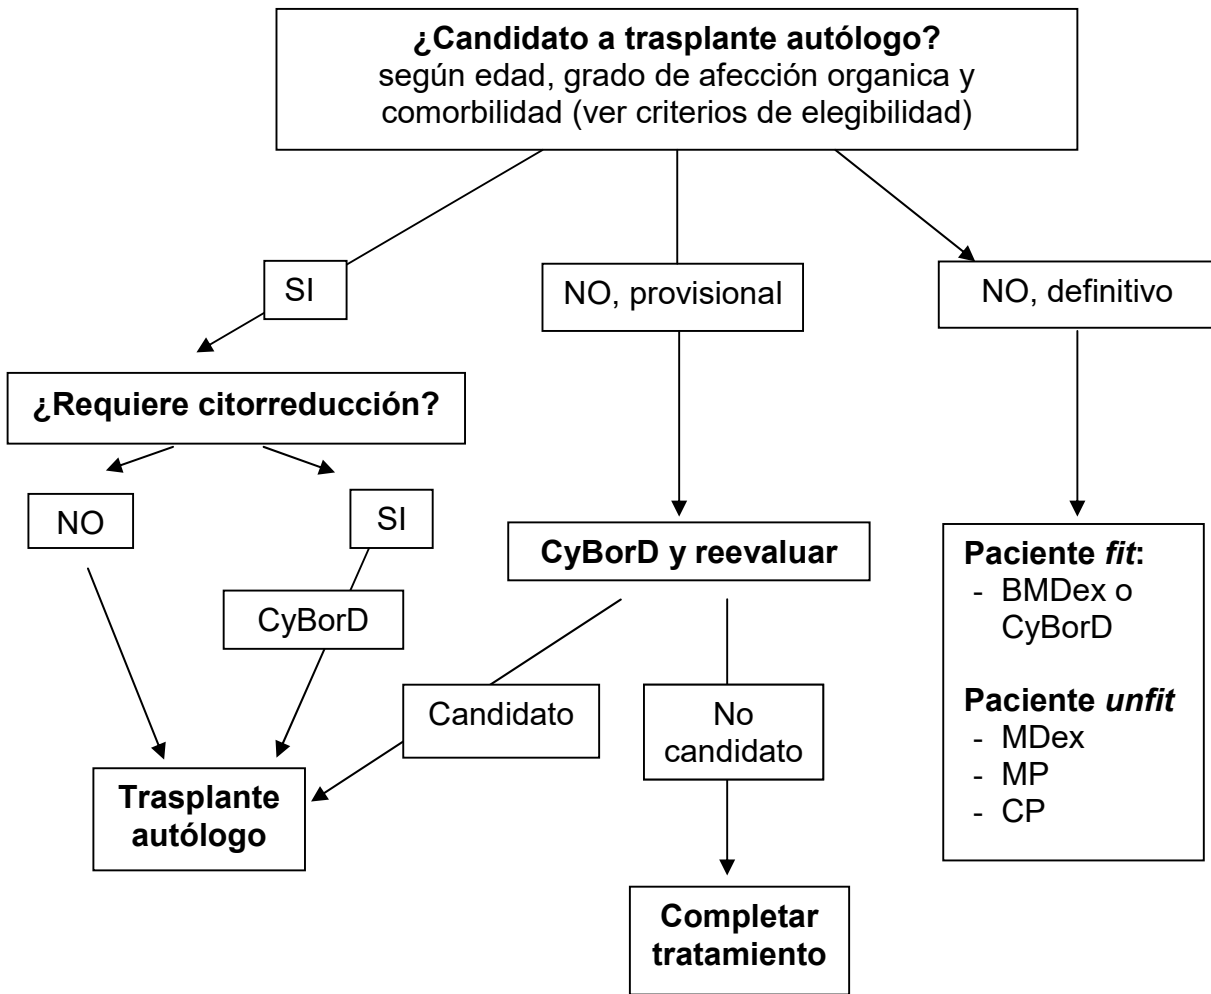 ¿Candidato a trasplante autólogo?
según edad, grado de afección organica y
comorbilidad (ver criterios de elegibilidad)
SI
NO, provisional
NO, definitivo
¿Requiere citorreducción?
NO
SI
CyBorD
CyBorD y reevaluar
Paciente fit:
- BMDex o
CyBorD
Paciente unfit
- MDex
- MP
- CP
Candidato
No
candidato
Trasplante
autólogo
Completar
tratamiento